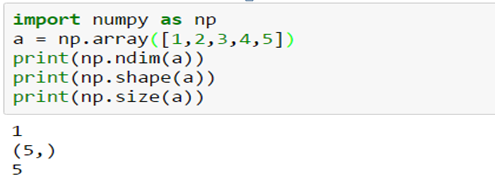 import numpy as np
a = np.array([1,2,3,4,5])
print(np.ndim(a))
print(np.shape(a))
print(np.size(a))
1
(5,)
5